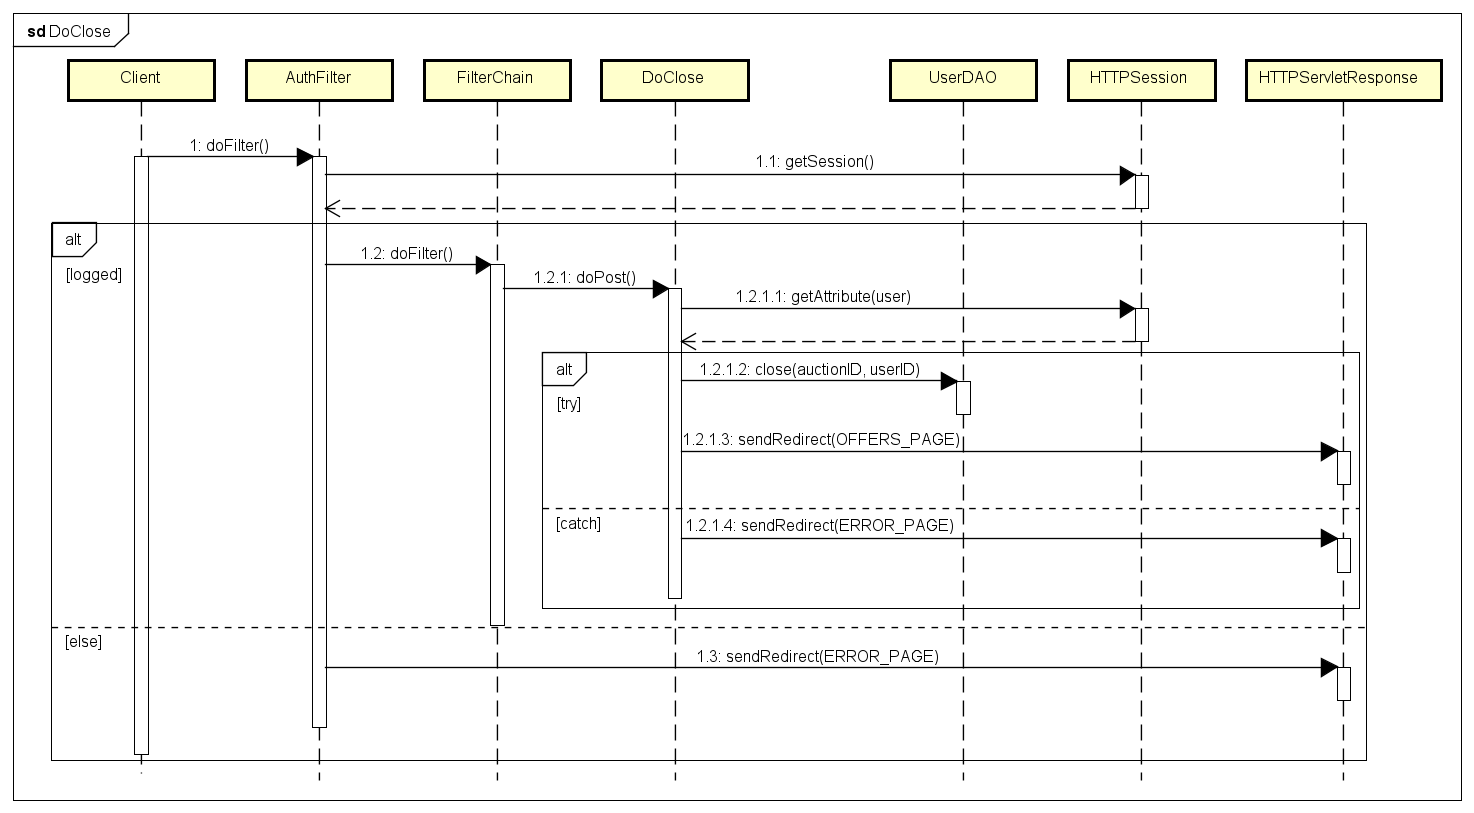 sd DoClose
Client
AuthFilter
FilterChain
DoClose
UserDAO
HTTPSession
HTTPServletResponse
1: doFilter()
1.1: getSession()
alt
[logged]
1.2: doFilter()
1.2.1: doPost()
1.2.1.1: getAttribute(user)
alt
[try]
1.2.1.2: close(auctionID, userID)
1.2.1.3: sendRedirect(OFFERS_PAGE)
[catch]
1.2.1.4: sendRedirect(ERROR_PAGE)
[else]
1.3: sendRedirect(ERROR_PAGE)